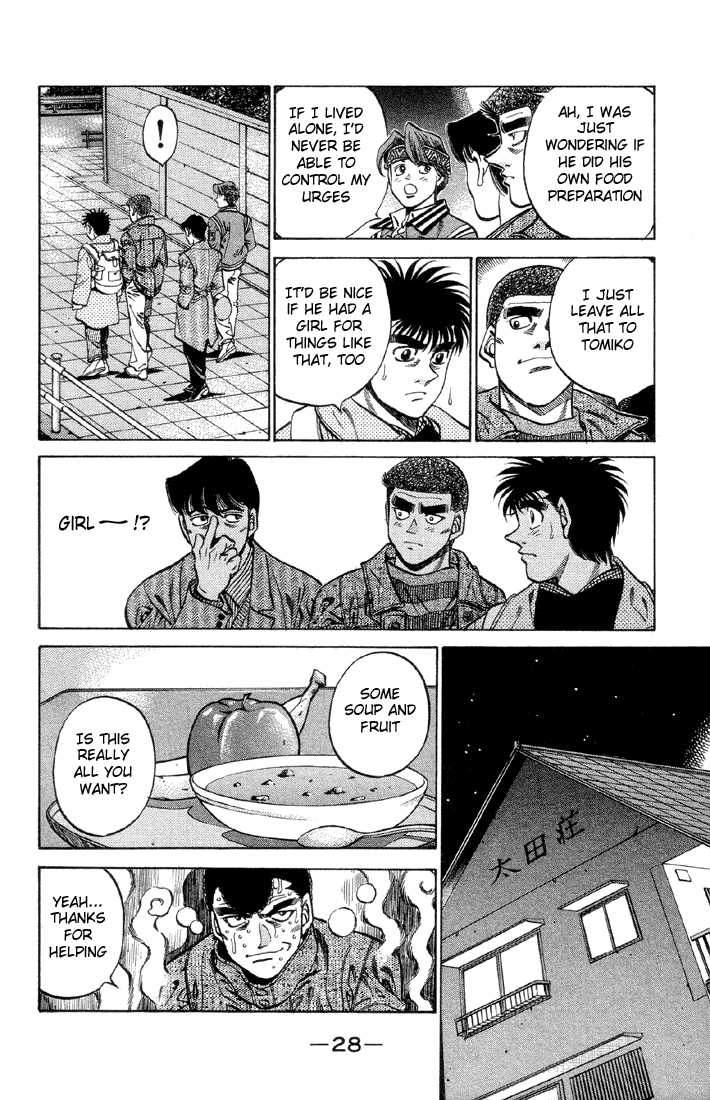 !
AH, I WAS
JUST
WONDERING IF
HE DID HIS
OWN FOOD
PREPARATION
IF I LIVED
ALONE, I'D
NEVER BE
ABLE TO
CONTROL MY
URGES
I JUST
LEAVE ALL
THAT TO
TOMIKO
IT'D BE NICE
IF HE HAD A
GIRL FOR
THINGS LIKE
THAT, TOO
GIRL — !?
太田荘
SOME
SOUP AND
FRUIT
IS THIS
REALLY
ALL YOU
WANT?
YEAH...
THANKS
FOR
HELPING
—28—